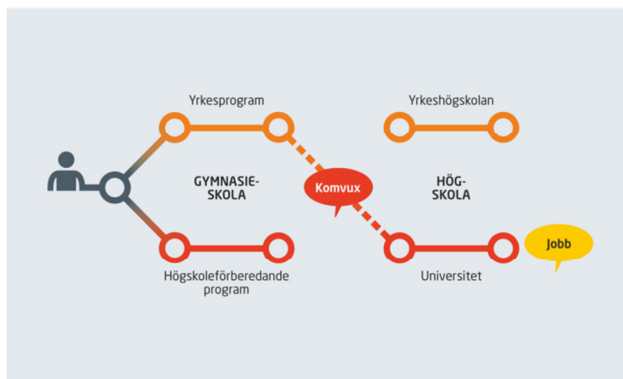 Yrkesprogram
Yrkeshögskolan
GYMNASIE-
SKOLA
Komvux
HÖG-
SKOLA
Jobb
Högskoleförberedande
program
Universitet